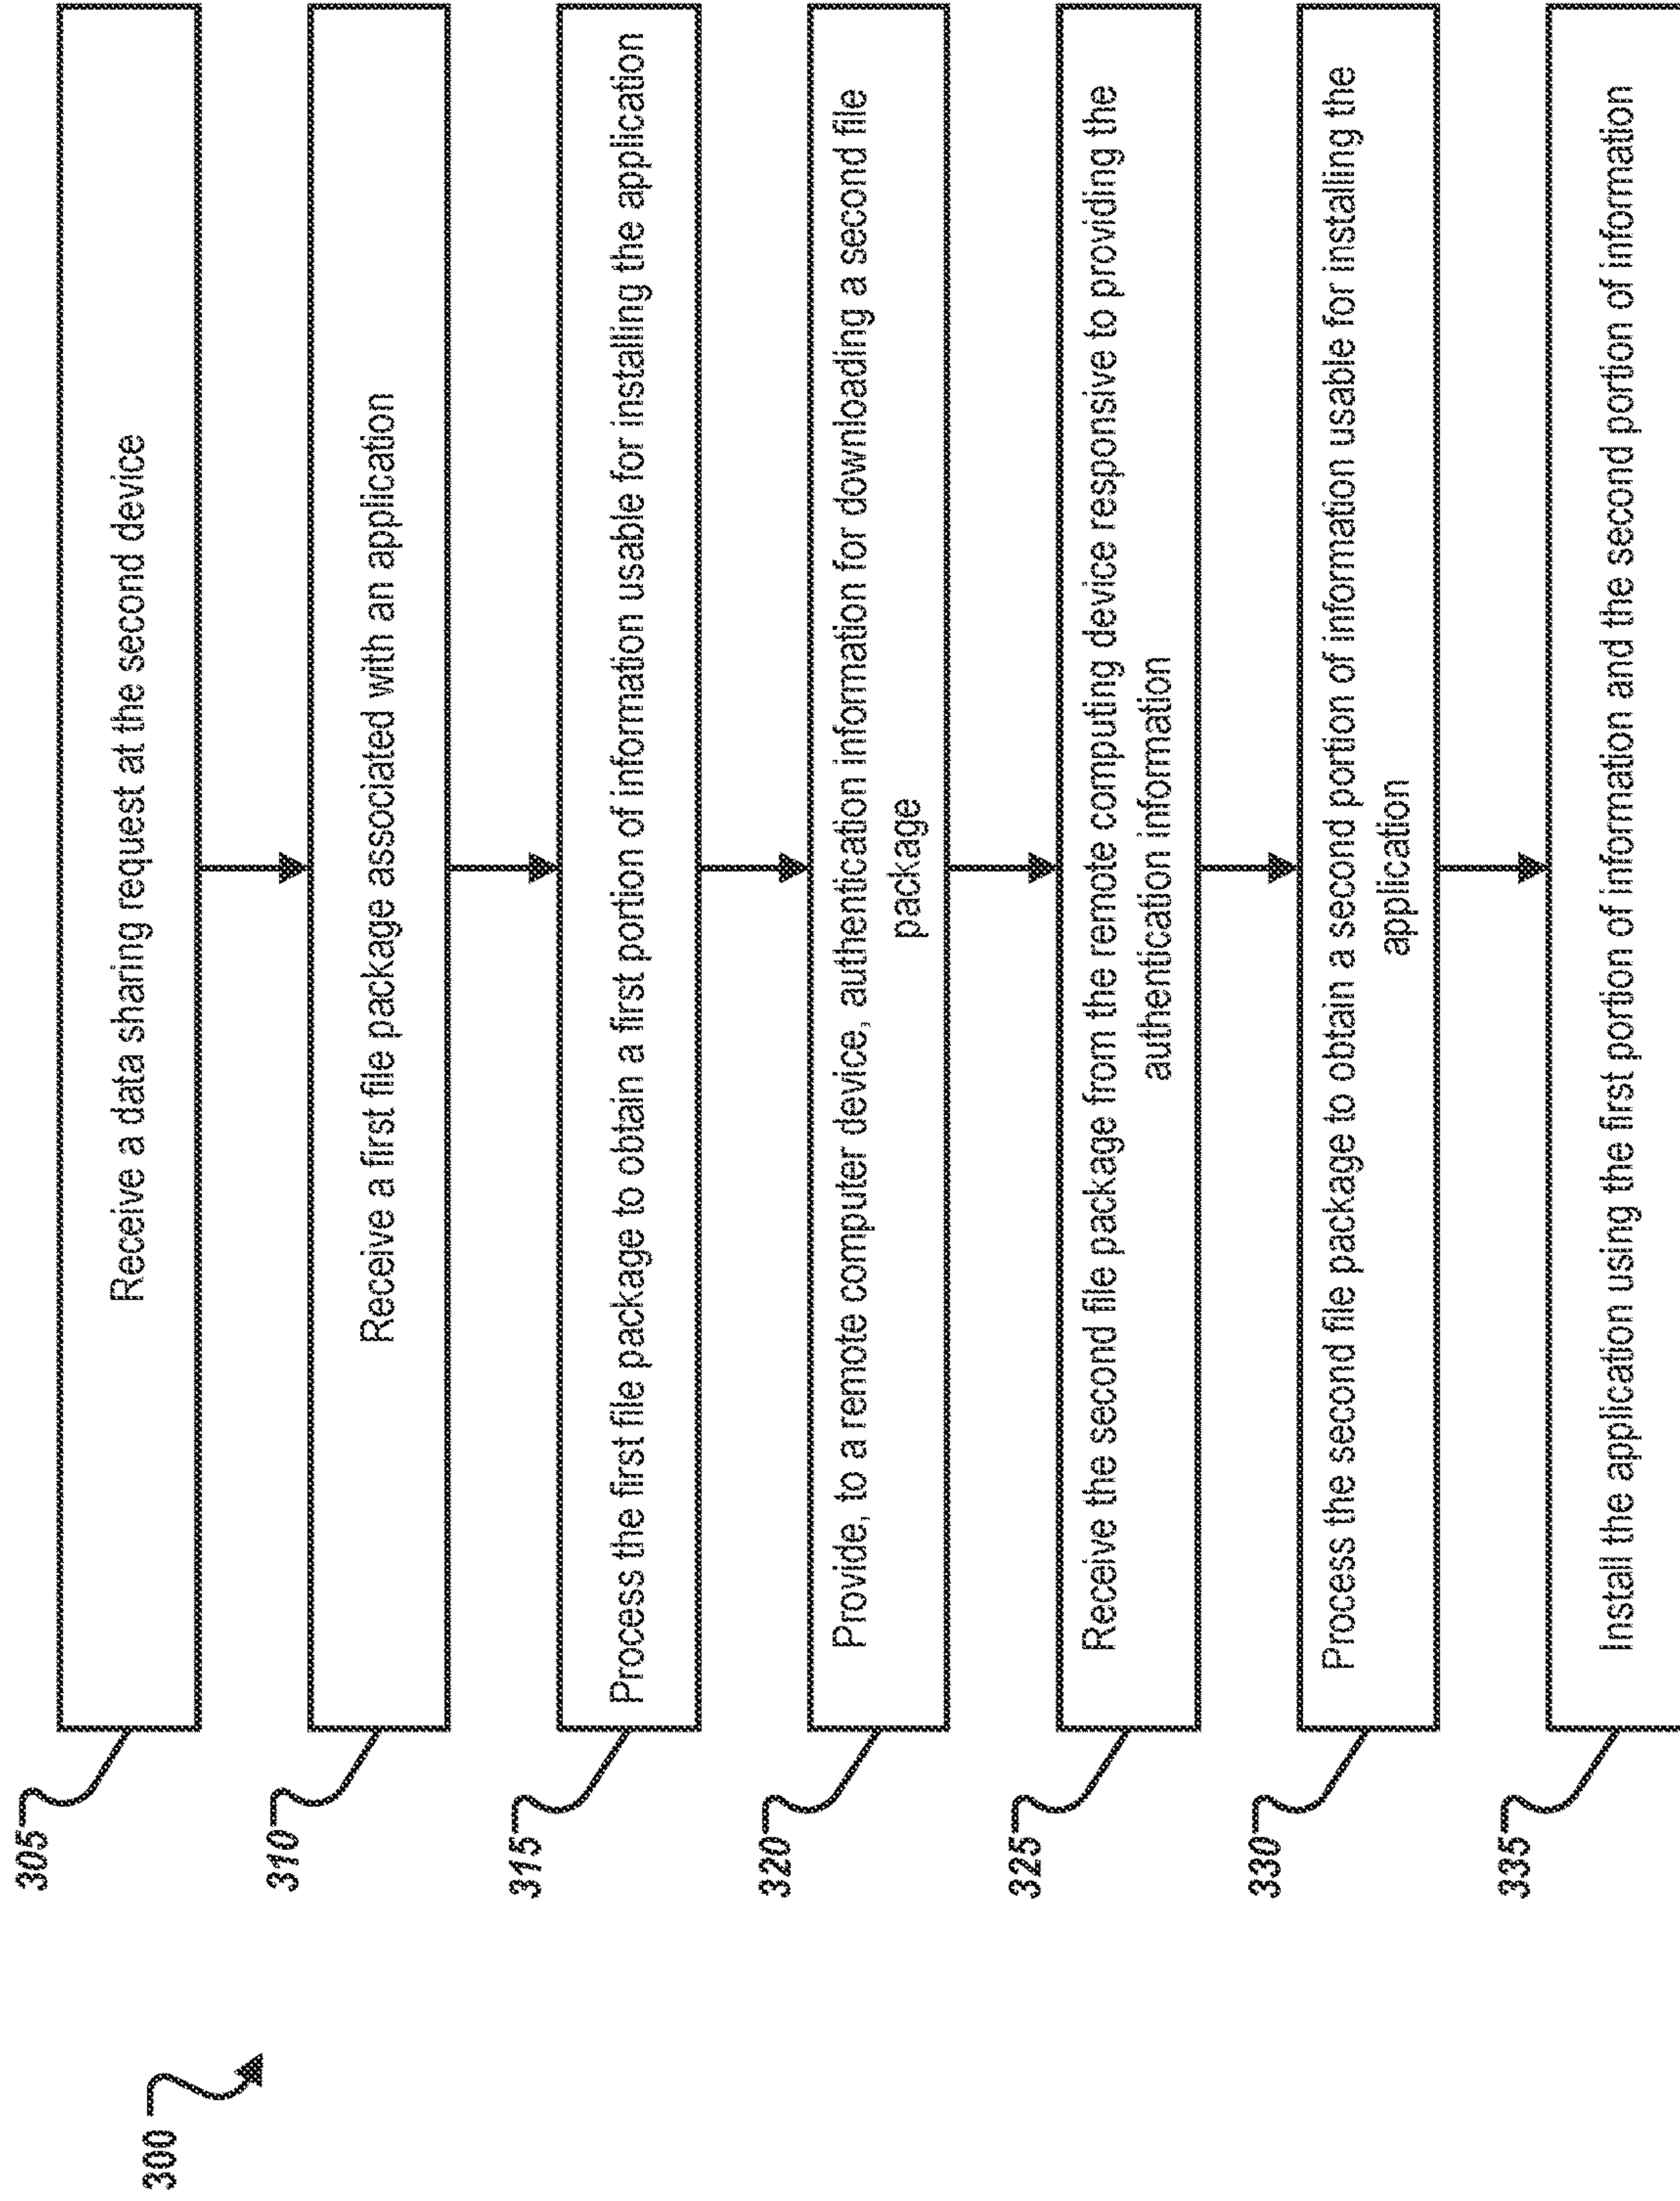 300
305
Receive a data sharing request at the second device
310
Receive a first file package associated with an application
315
Process the first file package to obtain a first portion of information usable for installing the application
320
Provide, to a remote computer device, authentication information for downloading a second file
package
325
Receive the second file package from the remote computing device responsive to providing the
authentication information
330
Process the second file package to obtain a second portion of information usable for installing the
application
335
Install the application using the first portion of information and the second portion of information